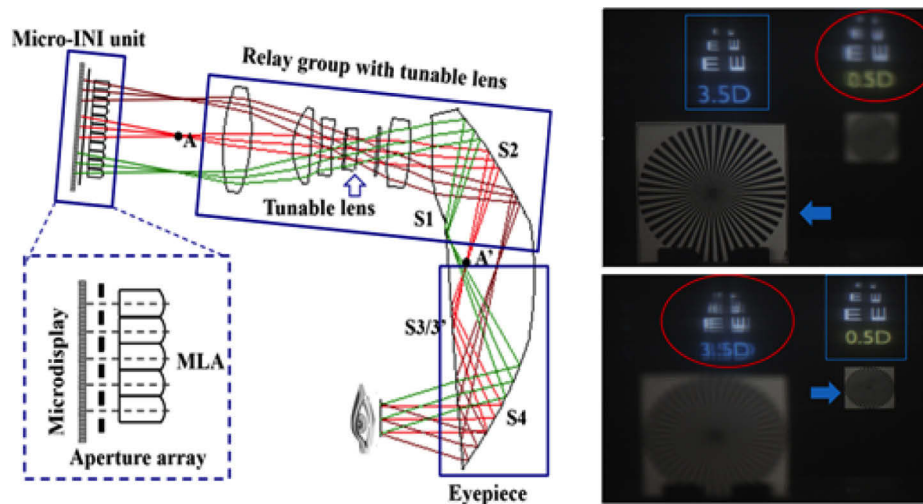 Micro-INI unit
Relay group with tunable lens
A
S2
Tunable lens
S1
A'
S3/3'
S4
Eyepiece
Microdisplay
MLA
Aperture array
E E
3.5D
E E
0.5D
E E
3.5D
E E
0.5D